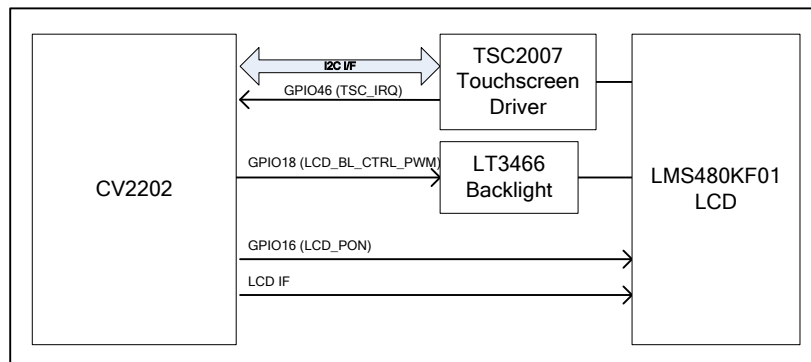 CV2202
I2C I/F
GPIO46 (TSC_IRQ)
TSC2007
Touchscreen
Driver
GPIO18 (LCD_BL_CTRL_PWM)
LT3466
Backlight
LMS480KF01
LCD
GPIO16 (LCD_PON)
LCD IF